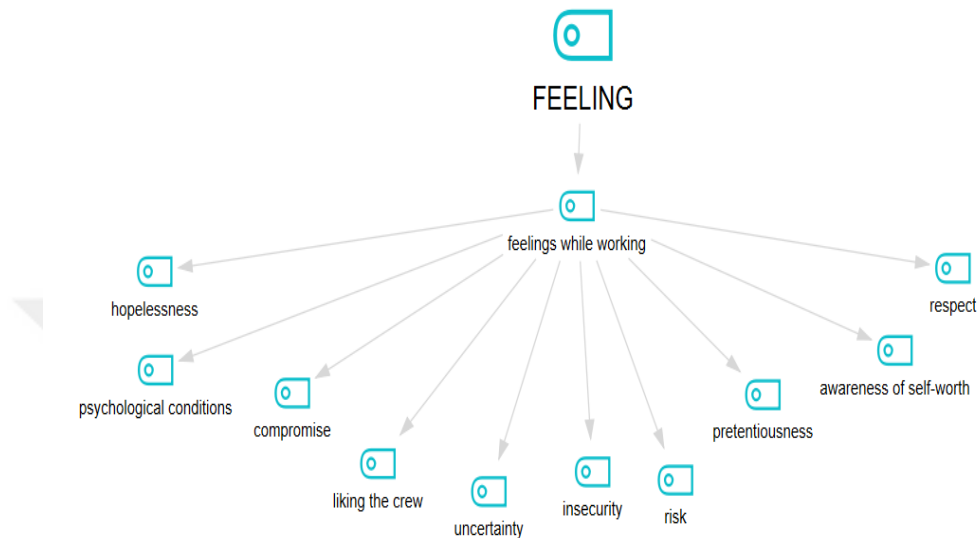 FEELING
feelings while working
hopelessness
respect
psychological conditions
awareness of self-worth
compromise
pretentiousness
liking the crew
uncertainty
insecurity
risk